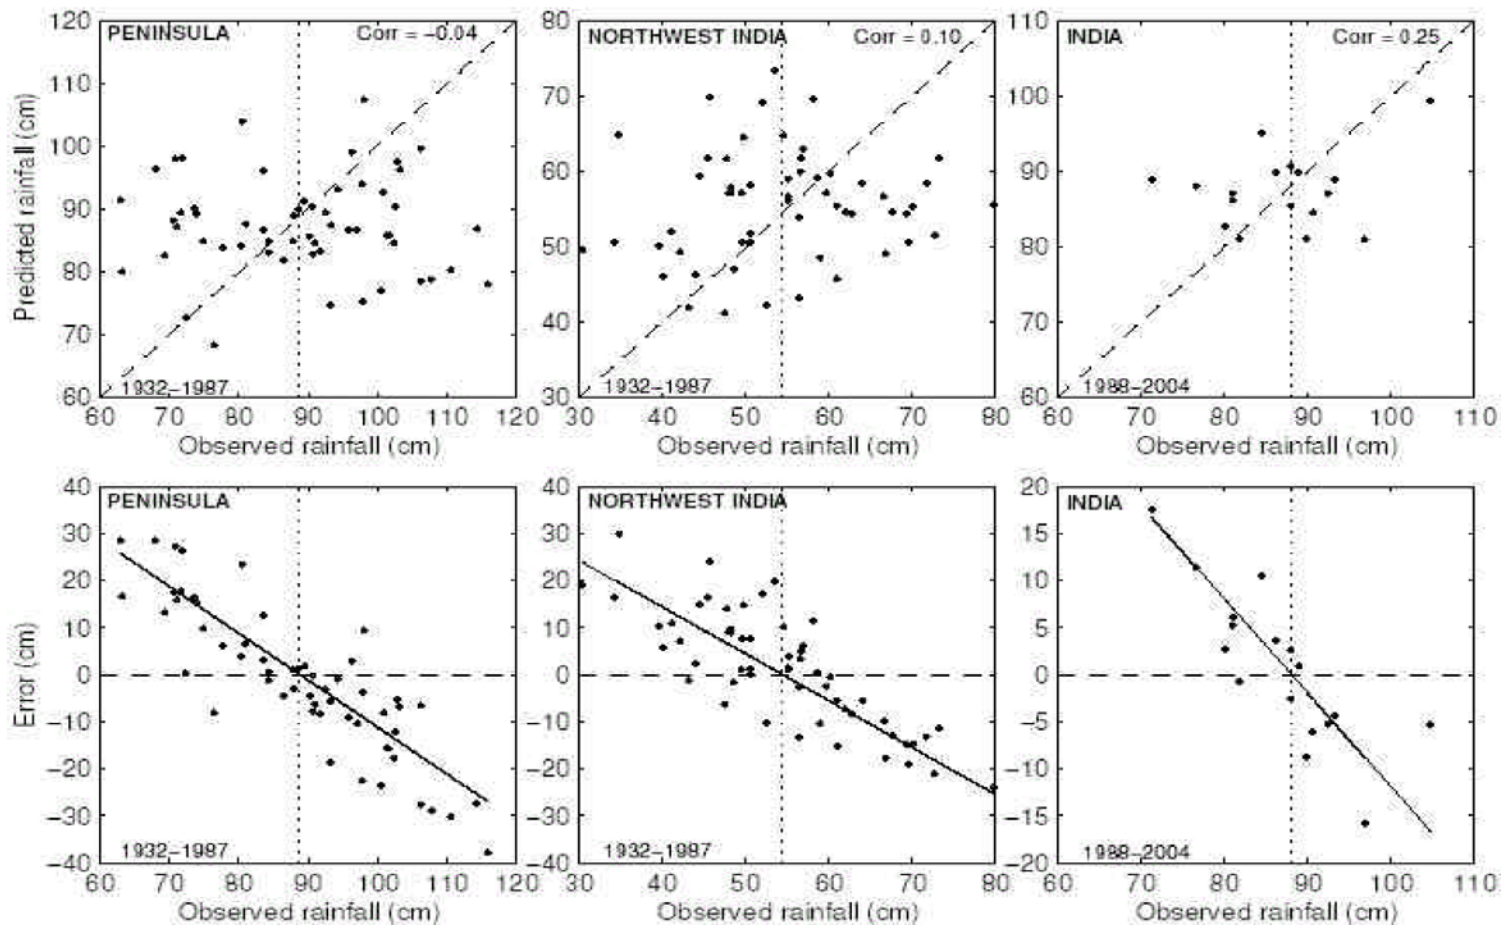 PENINSULA Corr = −0.04
120
110
100
90
80
70
60
Predicted rainfall (cm)
1932−1987
60 70 80 90 100 110 120
Observed rainfall (cm)
NORTHWEST INDIA Corr = 0.10
80
70
60
50
40
30
1932−1987
30 40 50 60 70 80
Observed rainfall (cm)
INDIA Corr = 0.25
110
100
90
80
70
60
1988−2004
60 70 80 90 100 110
Observed rainfall (cm)
PENINSULA
40
30
20
10
0
−10
−20
−30
−40
Error (cm)
1932−1987
60 70 80 90 100 110 120
Observed rainfall (cm)
NORTHWEST INDIA
40
30
20
10
0
−10
−20
−30
−40
1932−1987
30 40 50 60 70 80
Observed rainfall (cm)
INDIA
20
15
10
5
0
−5
−10
−15
−20
1988−2004
60 70 80 90 100 110
Observed rainfall (cm)